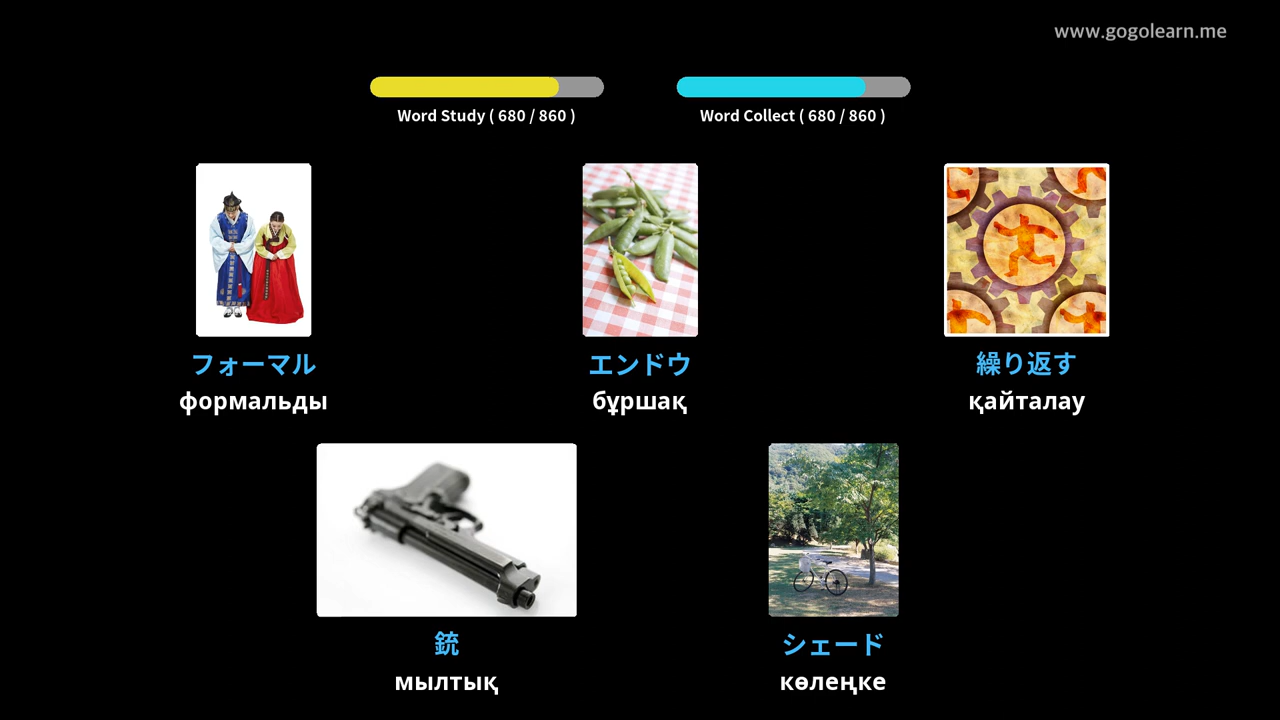 www.gogolearn.me
Word Study ( 680 / 860 )
Word Collect ( 680 / 860 )
フォーマル
формальды
エンドウ
бұршақ
繰り返す
қайталау
銃
мылтық
シェード
көлеңке